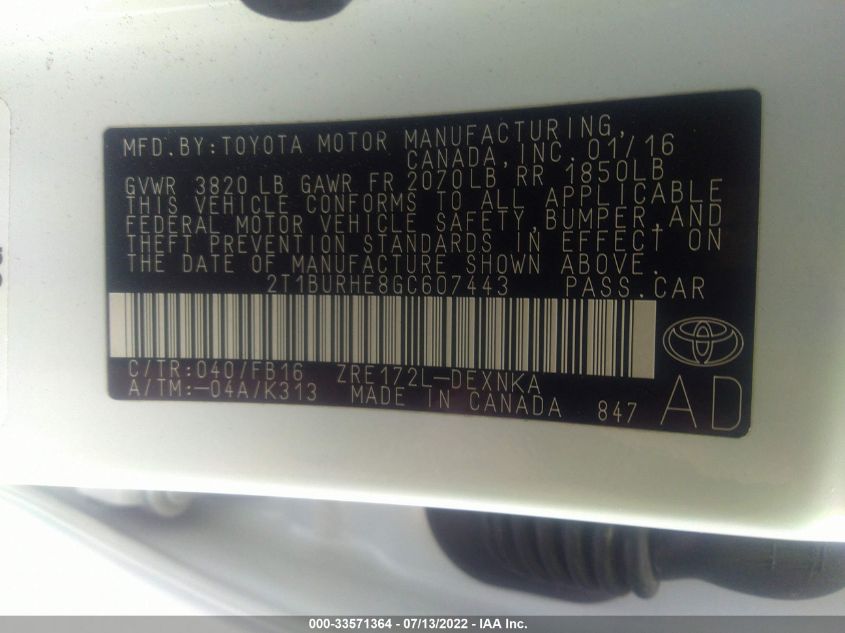 MFD.BY:TOYOTA MOTOR MANUFACTURING,
CANADA, INC. 01/16
GVWR 3820 LB GAWR FR 2070LB RR 1850LB
THIS VEHICLE CONFORMS TO ALL APPLICABLE
FEDERAL MOTOR VEHICLE SAFETY, BUMPER, AND
THEFT PREVENTION STANDARDS IN EFFECT ON
THE DATE OF MANUFACTURE SHOWN ABOVE.
2T1BURHE8GC607443 PASS.CAR
C/TR:040/FB16 ZRE172L-DEXNKA
A/TM:-04A/K313 MADE IN CANADA 847 AD
000-33571364 - 07/13/2022 - IAA Inc.